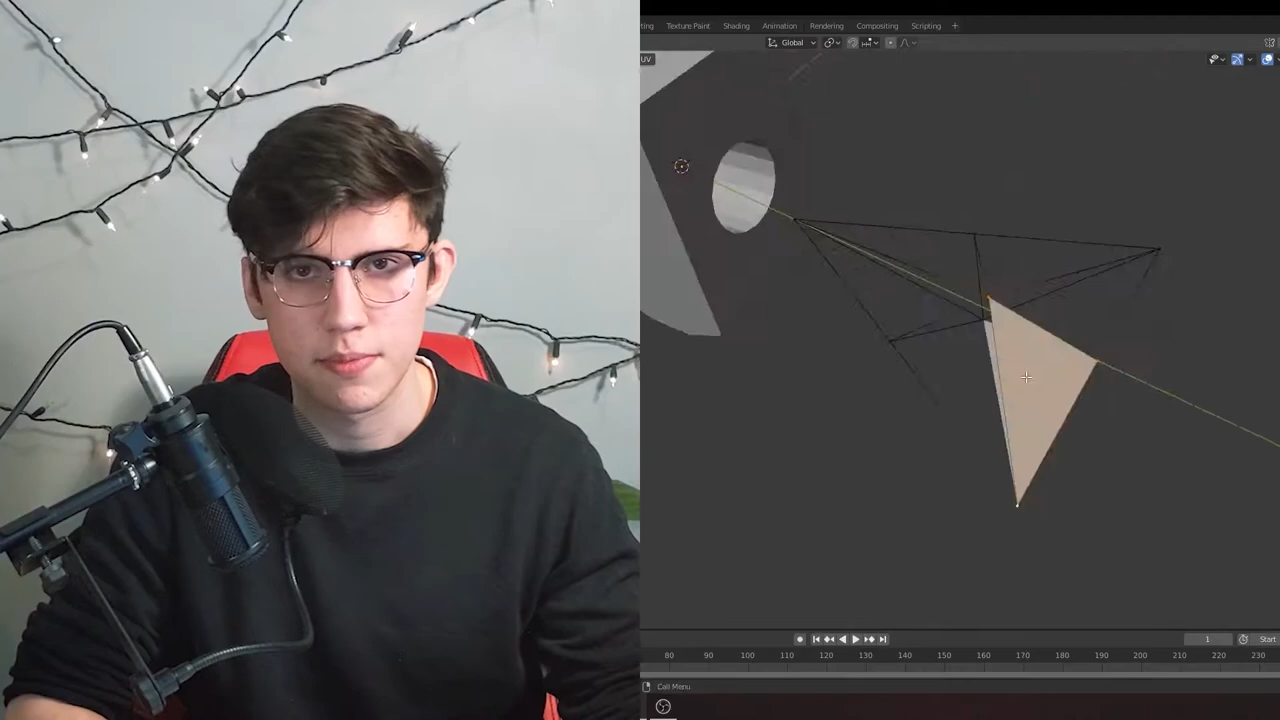 Texture Paint Shading Animation Rendering Compositing Scripting +
Global
UV
1 Start
80 90 100 110 120 130 140 150 160 170 180 190 200 210 220 230
Call Menu